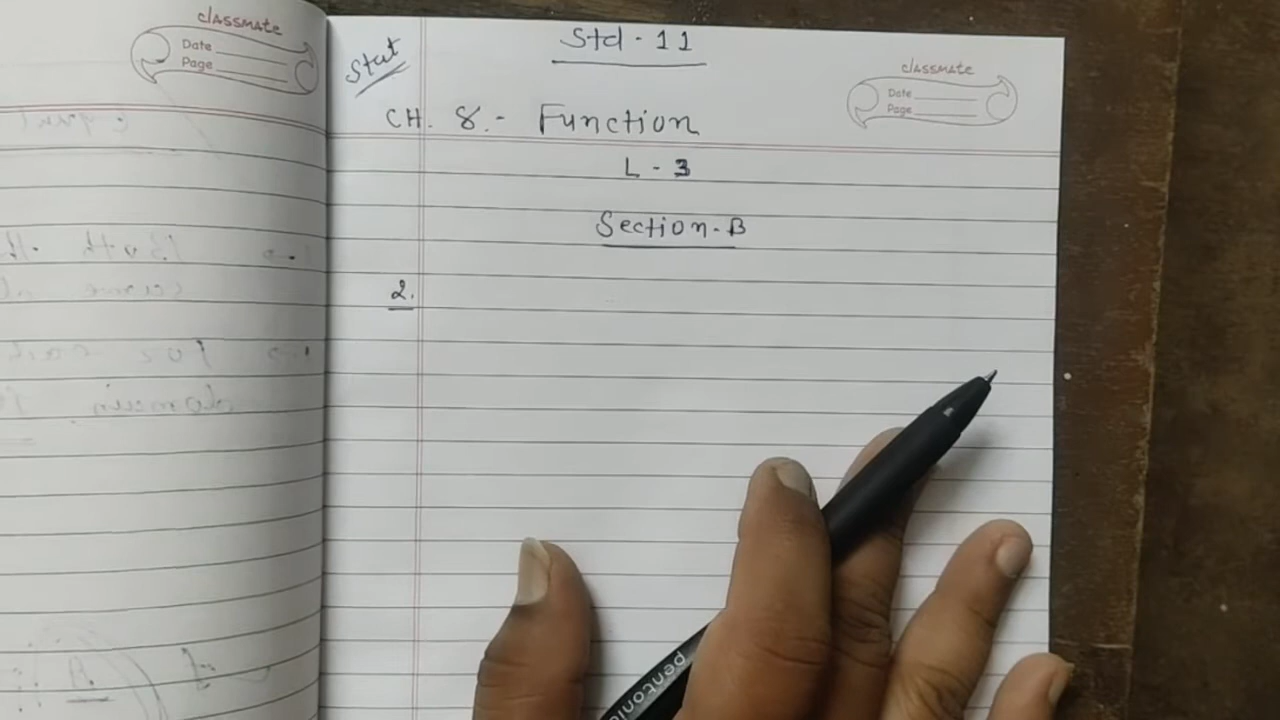 classmate
Date
Page
Stat
Std - 11
classmate
Date
Page
CH. 8.- Function
L - 3
Section-B
2.
pentonic